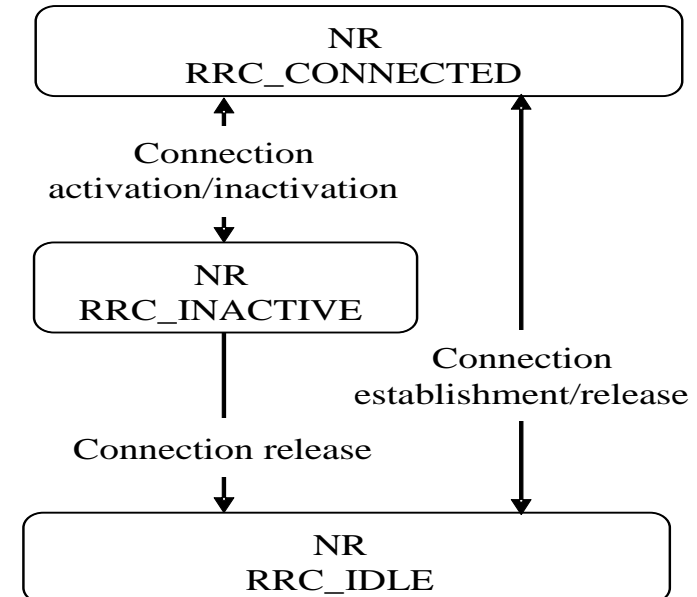 NR
RRC_CONNECTED
Connection
activation/inactivation
NR
RRC_INACTIVE
Connection
establishment/release
Connection release
NR
RRC_IDLE